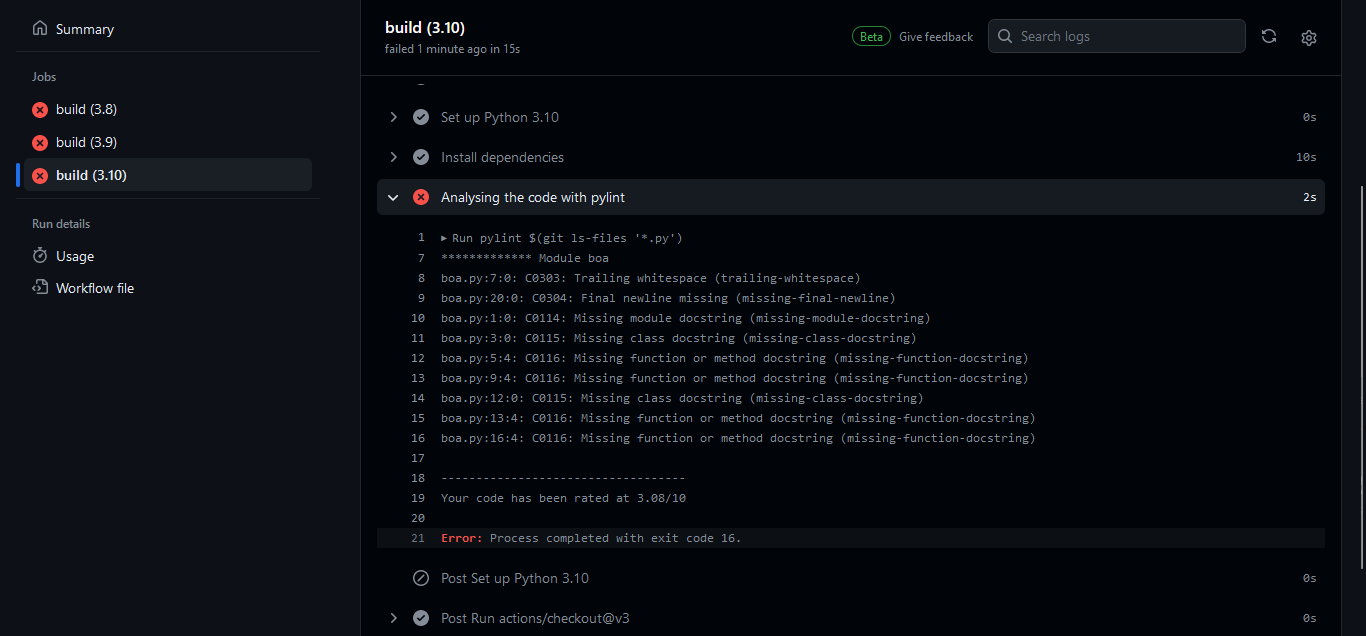 Summary
Jobs
build (3.8)
build (3.9)
build (3.10)
Run details
Usage
Workflow file
build (3.10)
failed 1 minute ago in 15s
Beta Give feedback Search logs
Set up Python 3.10 0s
Install dependencies 10s
Analysing the code with pylint 2s
1 ▸ Run pylint $(git ls-files '*.py')
7 ************* Module boa
8 boa.py:7:0: C0303: Trailing whitespace (trailing-whitespace)
9 boa.py:20:0: C0304: Final newline missing (missing-final-newline)
10 boa.py:1:0: C0114: Missing module docstring (missing-module-docstring)
11 boa.py:3:0: C0115: Missing class docstring (missing-class-docstring)
12 boa.py:5:4: C0116: Missing function or method docstring (missing-function-docstring)
13 boa.py:9:4: C0116: Missing function or method docstring (missing-function-docstring)
14 boa.py:12:0: C0115: Missing class docstring (missing-class-docstring)
15 boa.py:13:4: C0116: Missing function or method docstring (missing-function-docstring)
16 boa.py:16:4: C0116: Missing function or method docstring (missing-function-docstring)
17
18 -----------------------------------
19 Your code has been rated at 3.08/10
20
21 Error: Process completed with exit code 16.
Post Set up Python 3.10 0s
Post Run actions/checkout@v3 0s